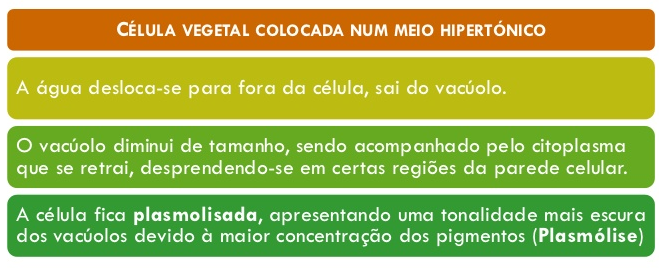 CÉLULA VEGETAL COLOCADA NUM MEIO HIPERTÓNICO
A água desloca-se para fora da célula, sai do vacúolo.
O vacúolo diminui de tamanho, sendo acompanhado pelo citoplasma
que se retrai, desprendendo-se em certas regiões da parede celular.
A célula fica plasmolisada, apresentando uma tonalidade mais escura
dos vacúolos devido à maior concentração dos pigmentos (Plasmólise)